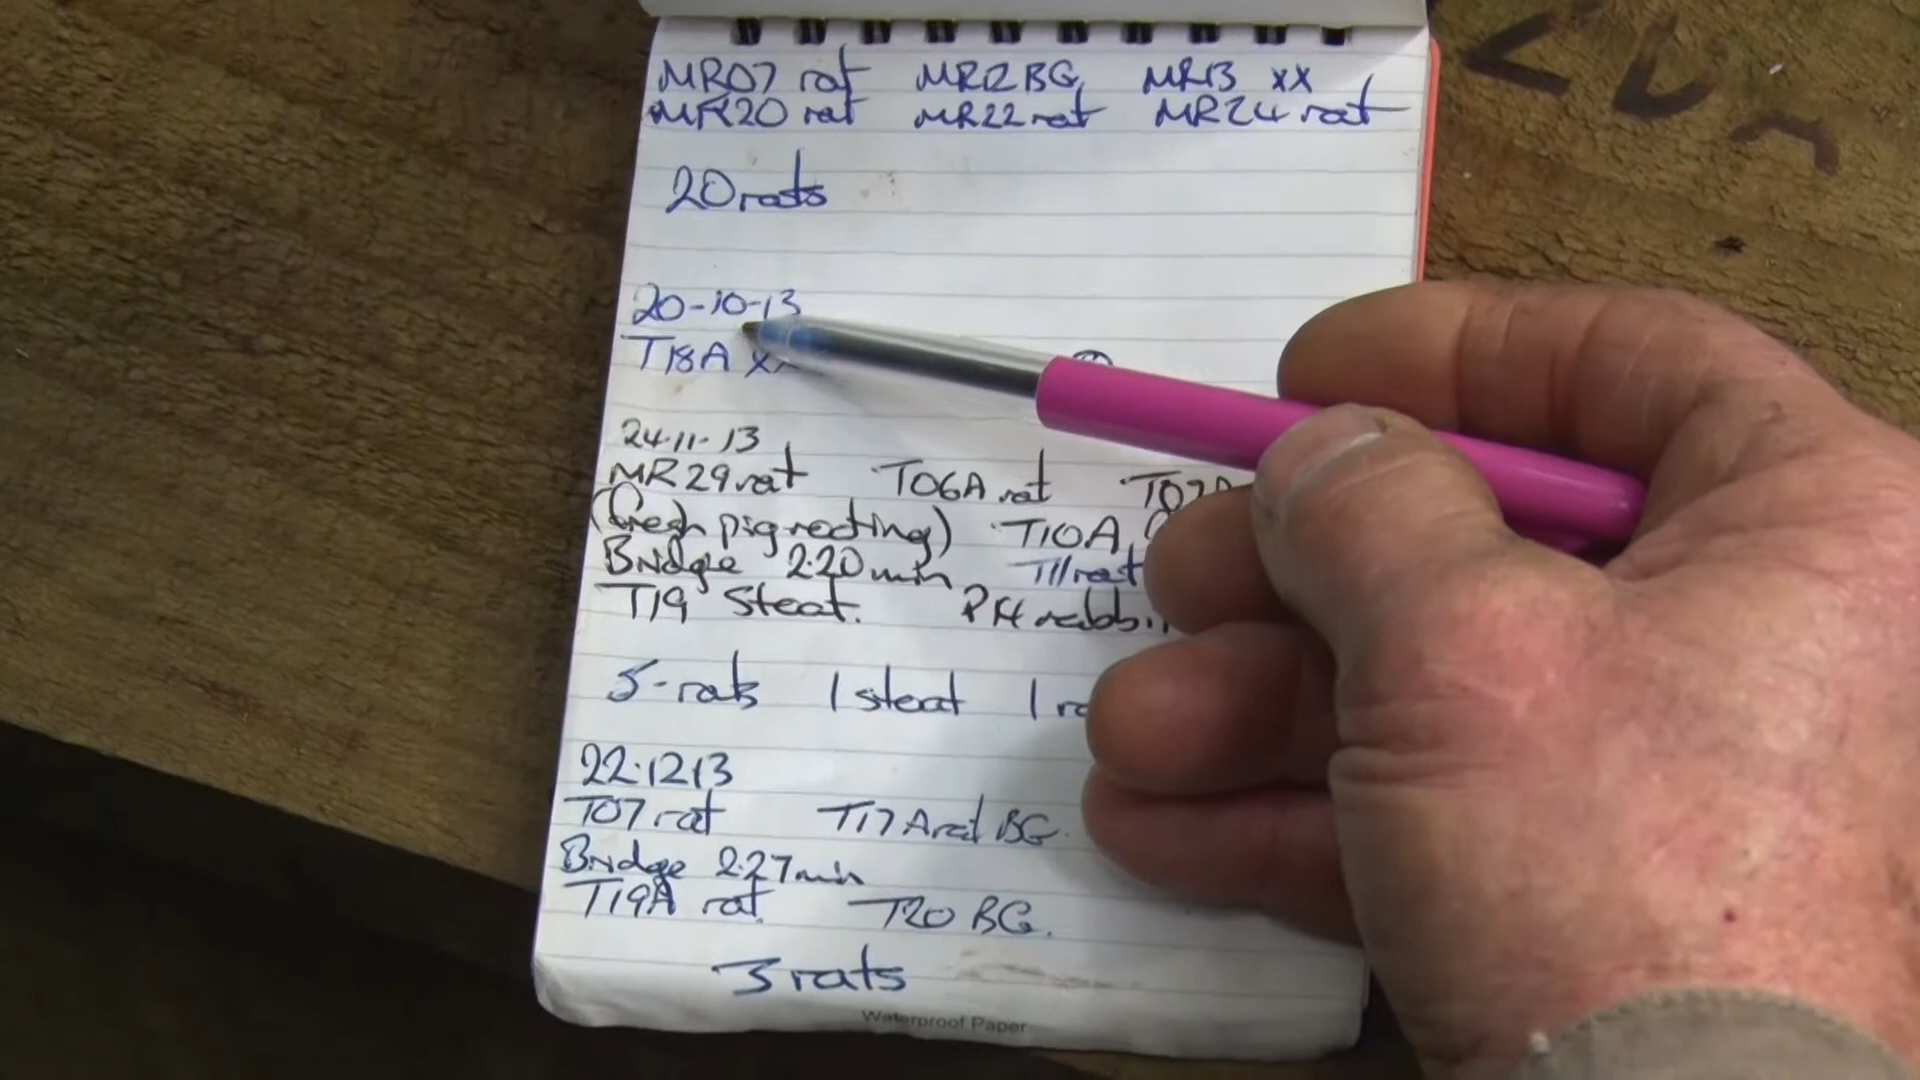 MR07 rat MR12 BG MR13 xx
MR20 rat MR22 rat MR24 rat
20 rats
20-10-13
T18A xx
24.11.13
MR29 rat T06A rat
(fresh pig rooting) T10A
Bridge 2.20 min T11 rat
T19 Stoat. PH
5-rats 1 stoat 1
22.12.13
T07 rat T17A rat BG.
Bridge 2.27 min
T19A rat. T20 BG.
3 rats
Waterproof Paper